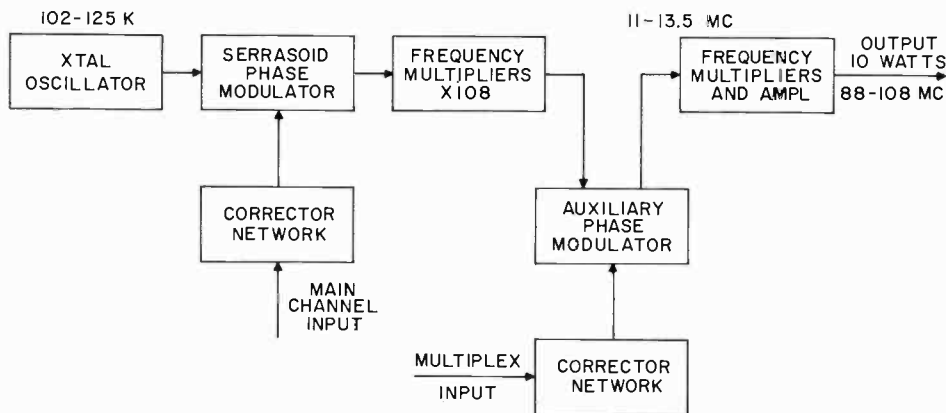 102-125 K
XTAL
OSCILLATOR
SERRASOID
PHASE
MODULATOR
FREQUENCY
MULTIPLIERS
X108
11-13.5 MC
FREQUENCY
MULTIPLIERS
AND AMPL
OUTPUT
10 WATTS
88-108 MC
CORRECTOR
NETWORK
MAIN
CHANNEL
INPUT
AUXILIARY
PHASE
MODULATOR
MULTIPLEX
INPUT
CORRECTOR
NETWORK